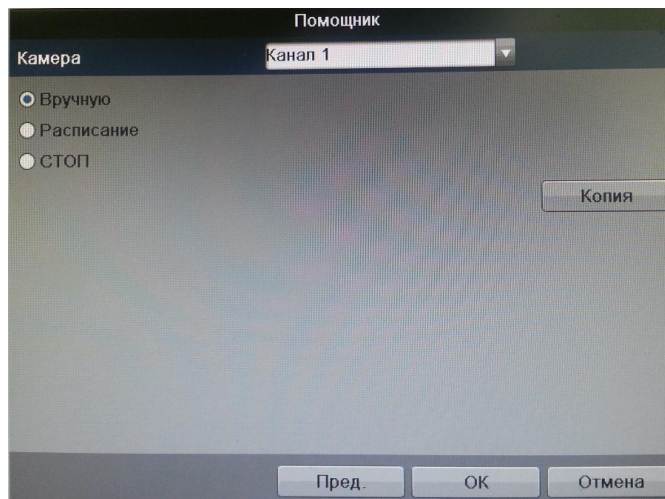 Помощник
Камера Канал 1
Вручную
Расписание
СТОП
Копия
Пред. OK Отмена